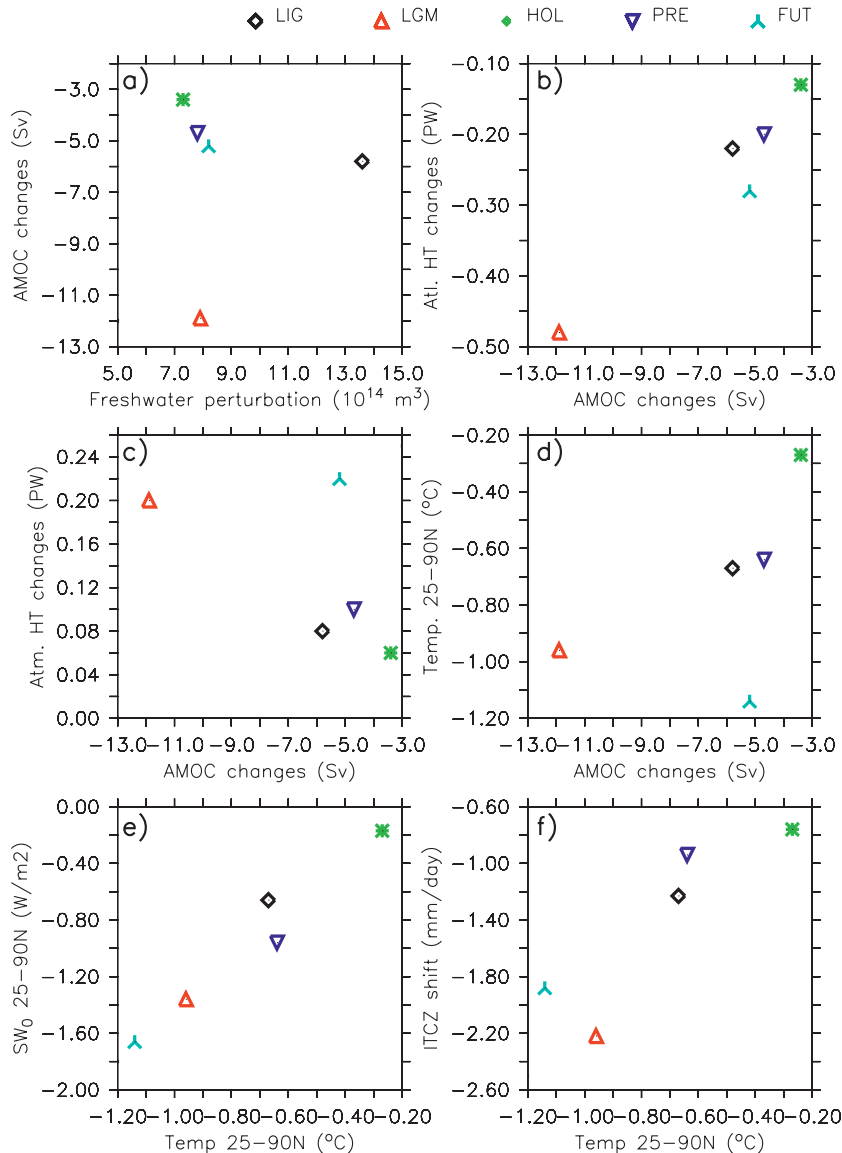 LIG LGM HOL PRE FUT
a)
AMOC changes (Sv)
−3.0
−5.0
−7.0
−9.0
−11.0
−13.0
5.0 7.0 9.0 11.0 13.0 15.0
Freshwater perturbation (10^14 m^3)
b)
Atl. HT changes (PW)
−0.10
−0.20
−0.30
−0.40
−0.50
−13.0 −11.0 −9.0 −7.0 −5.0 −3.0
AMOC changes (Sv)
c)
Atm. HT changes (PW)
0.24
0.20
0.16
0.12
0.08
0.04
0.00
−13.0 −11.0 −9.0 −7.0 −5.0 −3.0
AMOC changes (Sv)
d)
Temp. 25−90N (°C)
−0.20
−0.40
−0.60
−0.80
−1.00
−1.20
−13.0 −11.0 −9.0 −7.0 −5.0 −3.0
AMOC changes (Sv)
e)
SW₀ 25−90N (W/m2)
0.00
−0.40
−0.80
−1.20
−1.60
−2.00
−1.20 −1.00 −0.80 −0.60 −0.40 −0.20
Temp 25−90N (°C)
f)
ITCZ shift (mm/day)
−0.60
−1.00
−1.40
−1.80
−2.20
−2.60
−1.20 −1.00 −0.80 −0.60 −0.40 −0.20
Temp 25−90N (°C)